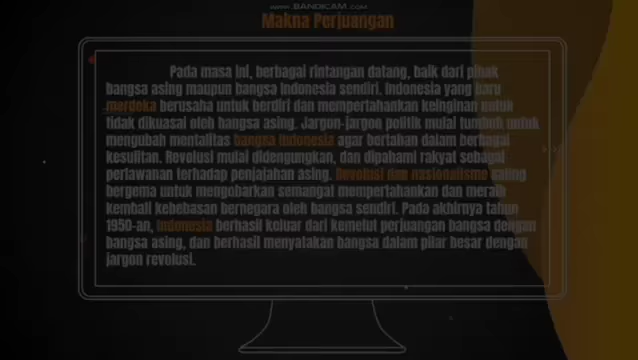 www.BANDICAM.com
Makna Perjuangan
Pada masa ini, berbagai rintangan datang, baik dari pihak
bangsa asing maupun bangsa Indonesia sendiri. Indonesia yang baru
merdeka berusaha untuk berdiri dan mempertahankan keinginan untuk
tidak dikuasai oleh bangsa asing. Jargon-jargon politik mulai tumbuh untuk
mengubah mentalitas bangsa Indonesia agar bertahan dalam berbagai
kesulitan. Revolusi mulai didengungkan, dan dipahami rakyat sebagai
perlawanan terhadap penjajahan asing. Revolusi dan nasionalisme saling
bergema untuk mengobarkan semangat mempertahankan dan meraih
kembali kebebasan bernegara oleh bangsa sendiri. Pada akhirnya tahun
1950-an, Indonesia berhasil keluar dari kemelut perjuangan bangsa dengan
bangsa asing, dan berhasil menyatakan bangsa dalam pilar besar dengan
jargon revolusi.